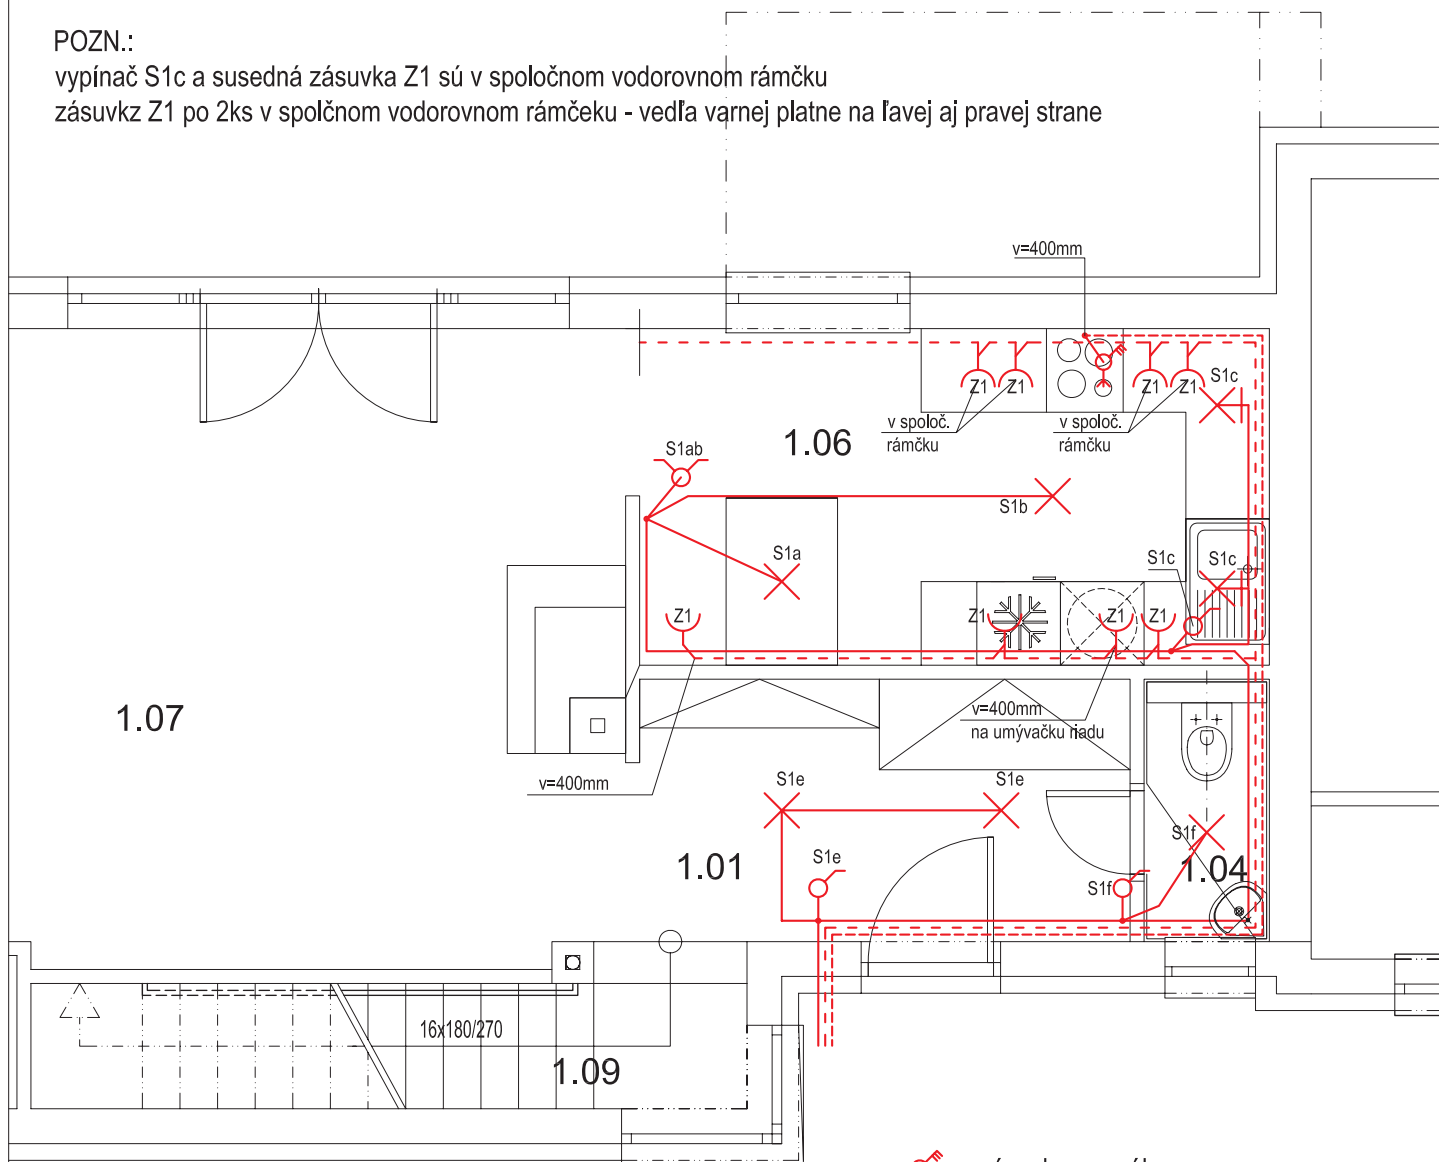 POZN.:
vypínač S1c a susedná zásuvka Z1 sú v spoločnom vodorovnom rámčku
zásuvkz Z1 po 2ks v spolčnom vodorovnom rámčeku - vedľa varnej platne na ľavej aj pravej strane
v=400mm
Z1
Z1
Z1
Z1
S1c
v spoloč.
rámčku
v spoloč.
rámčku
1.06
S1ab
S1b
S1a
S1c
S1c
Z1
Z1
Z1
Z1
1.07
v=400mm
na umývačku riadu
v=400mm
S1e
S1e
S1f
1.01
S1e
S1f
1.04
16x180/270
1.09